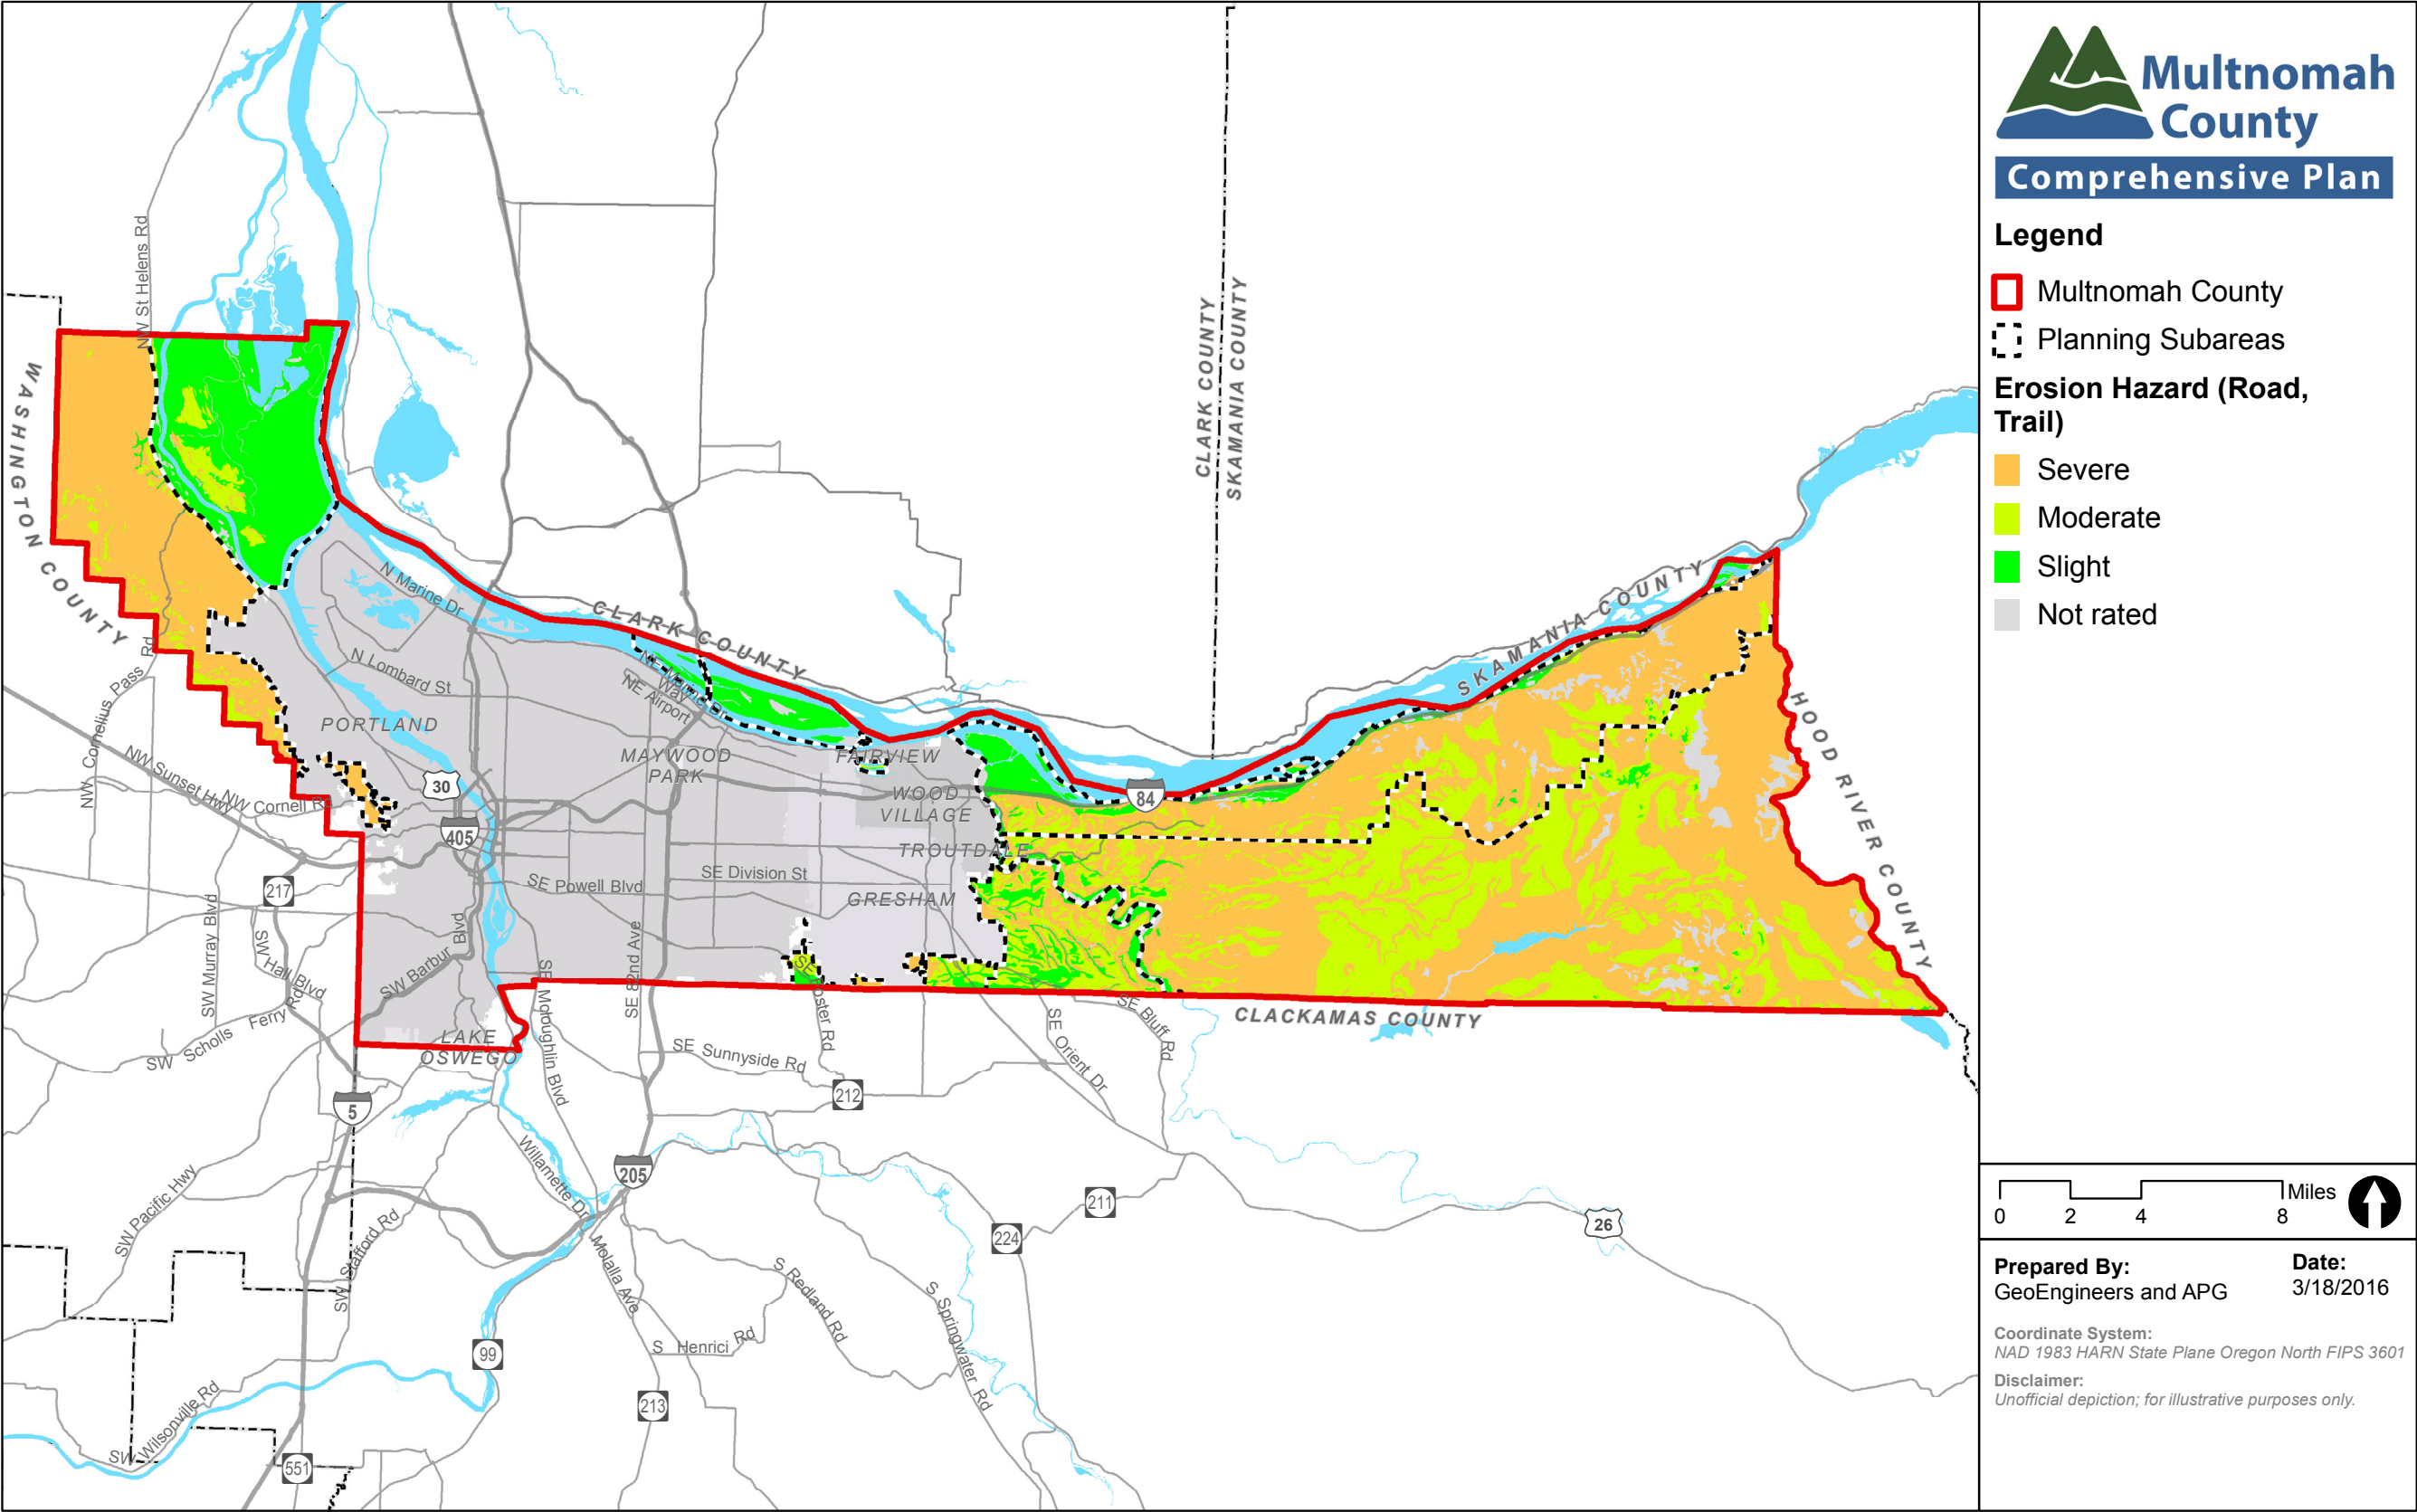 Multnomah
County
Comprehensive Plan
Legend
Multnomah County
Planning Subareas
Erosion Hazard (Road,
Trail)
Severe
Moderate
Slight
Not rated
0 2 4 8 Miles
Prepared By:
GeoEngineers and APG
Date:
3/18/2016
Coordinate System:
NAD 1983 HARN State Plane Oregon North FIPS 3601
Disclaimer:
Unofficial depiction; for illustrative purposes only.
NW St Helens Rd
WASHINGTON COUNTY
CLARK COUNTY
SKAMANIA COUNTY
CLARK COUNTY
SKAMANIA COUNTY
HOOD RIVER COUNTY
CLACKAMAS COUNTY
N Marine Dr
N Lombard St
NE Marine Dr
NE Airport
Way
NW Cornelius Pass Rd
NW Sunset Hwy
NW Cornell Rd
PORTLAND
MAYWOOD
PARK
FAIRVIEW
WOOD
VILLAGE
TROUTDALE
GRESHAM
LAKE
OSWEGO
30
405
84
217
SE Powell Blvd
SE Division St
SE 82nd Ave
SW Murray Blvd
SW Hall Blvd
SW Barbur Blvd
SW Scholls Ferry Rd
SE Mcloughlin Blvd
SE Foster Rd
SE Sunnyside Rd
SE Orient Dr
SE Bluff Rd
212
5
205
211
224
26
Willamette Dr
SW Pacific Hwy
SW Stafford Rd
Molalla Ave
S Redland Rd
S Springwater Rd
S Henrici Rd
99
213
SW Wilsonville Rd
551